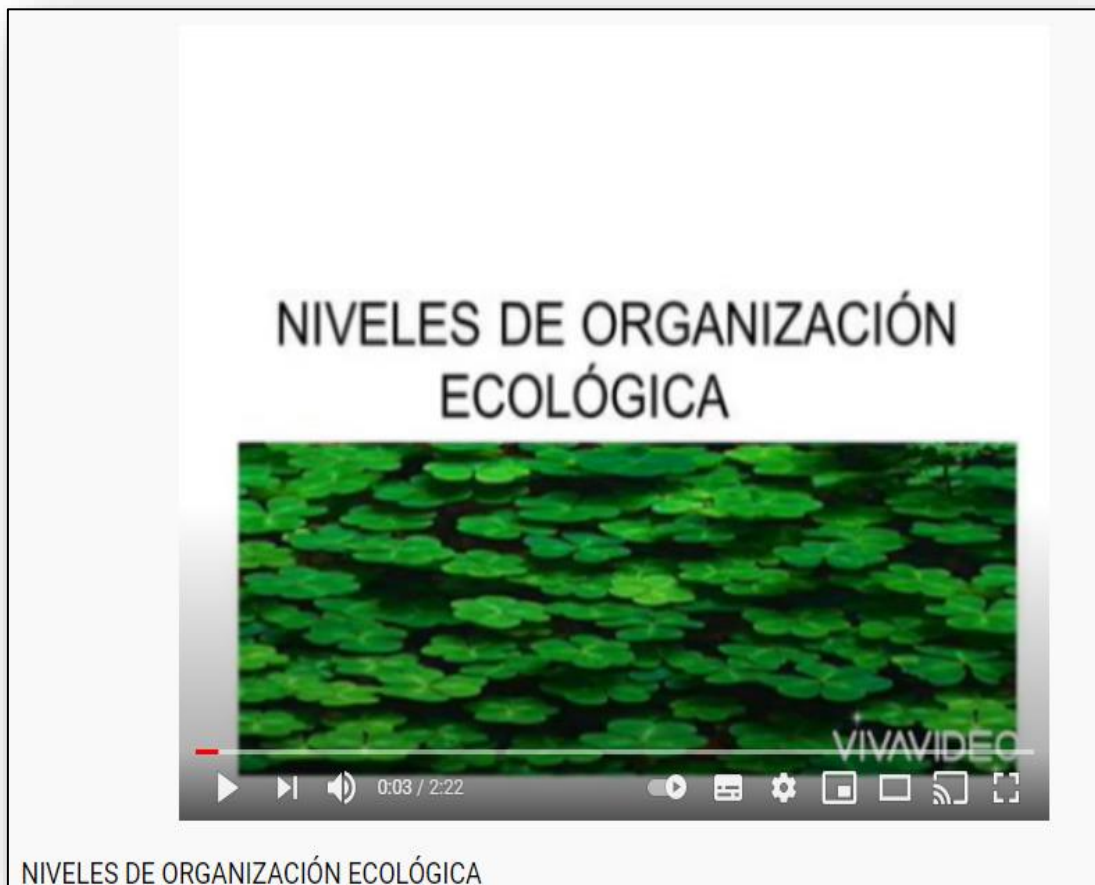 NIVELES DE ORGANIZACIÓN
ECOLÓGICA
VIVAVIDEO
0:03 / 2:22
NIVELES DE ORGANIZACIÓN ECOLÓGICA